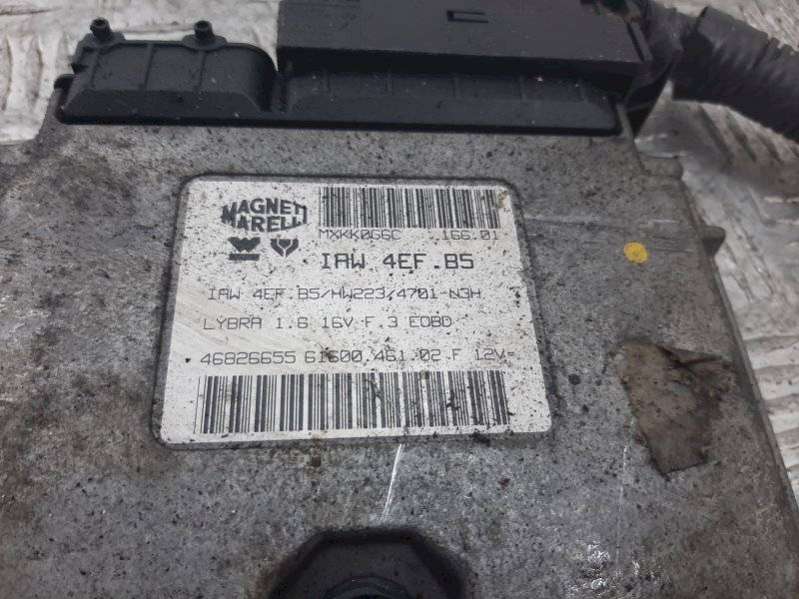 MAGNETI
MARELLI
MXKK0G6C 166.01
IAW 4EF.B5
IAW 4EF.B5/HW223/4701-N3H
LYBRA 1.6 16V F.3 EOBD
46826655 61600.461.02 F 12V